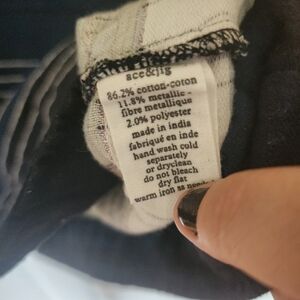 ace&jig
86.2% cotton-coton
11.8% metallic -
fibre metallique
2.0% polyester
made in india
fabriqué en inde
hand wash cold
separately
or dryclean
do not bleach
dry flat
warm iron as